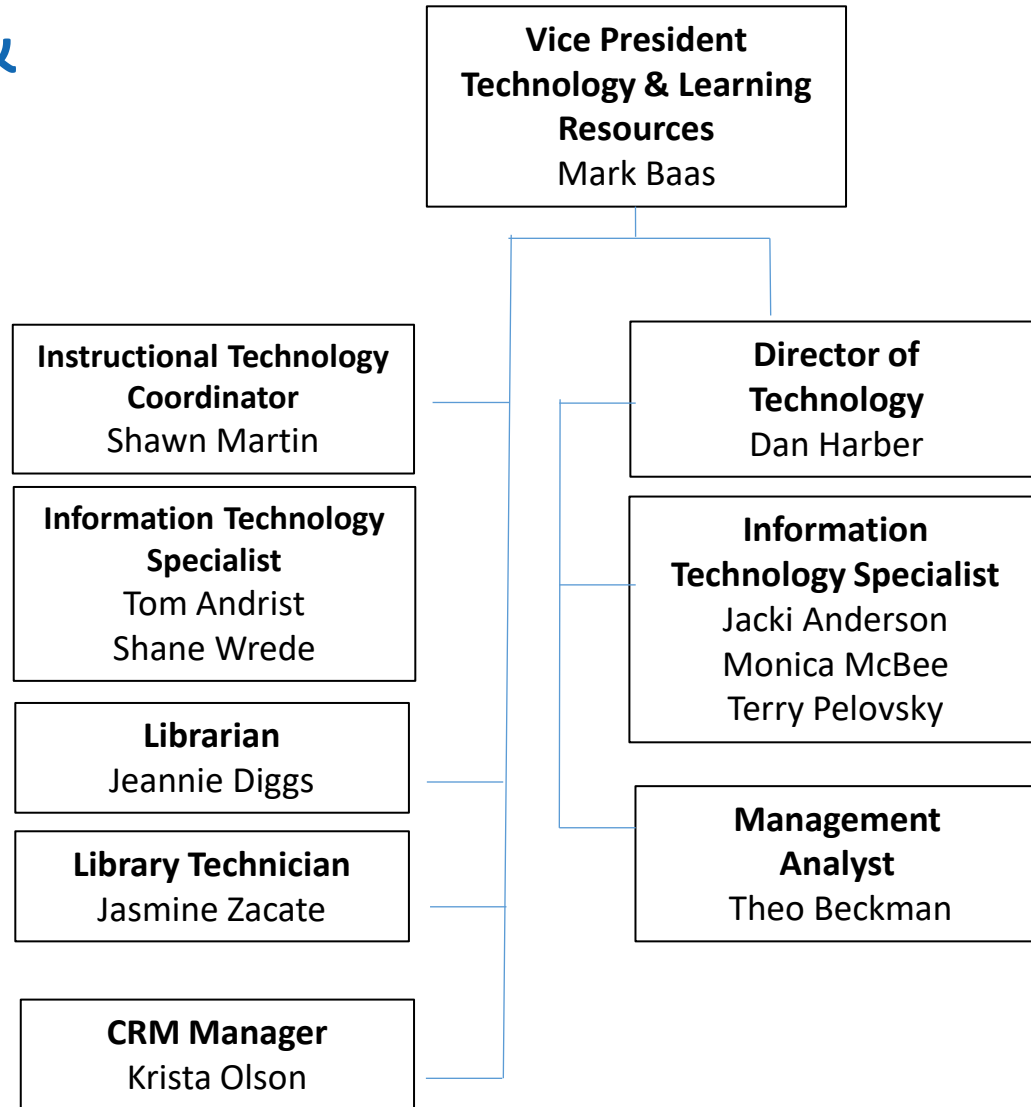 &
Vice President
Technology & Learning
Resources
Mark Baas
Instructional Technology
Coordinator
Shawn Martin
Information Technology
Specialist
Tom Andrist
Shane Wrede
Librarian
Jeannie Diggs
Library Technician
Jasmine Zacate
CRM Manager
Krista Olson
Director of
Technology
Dan Harber
Information
Technology Specialist
Jacki Anderson
Monica McBee
Terry Pelovsky
Management
Analyst
Theo Beckman